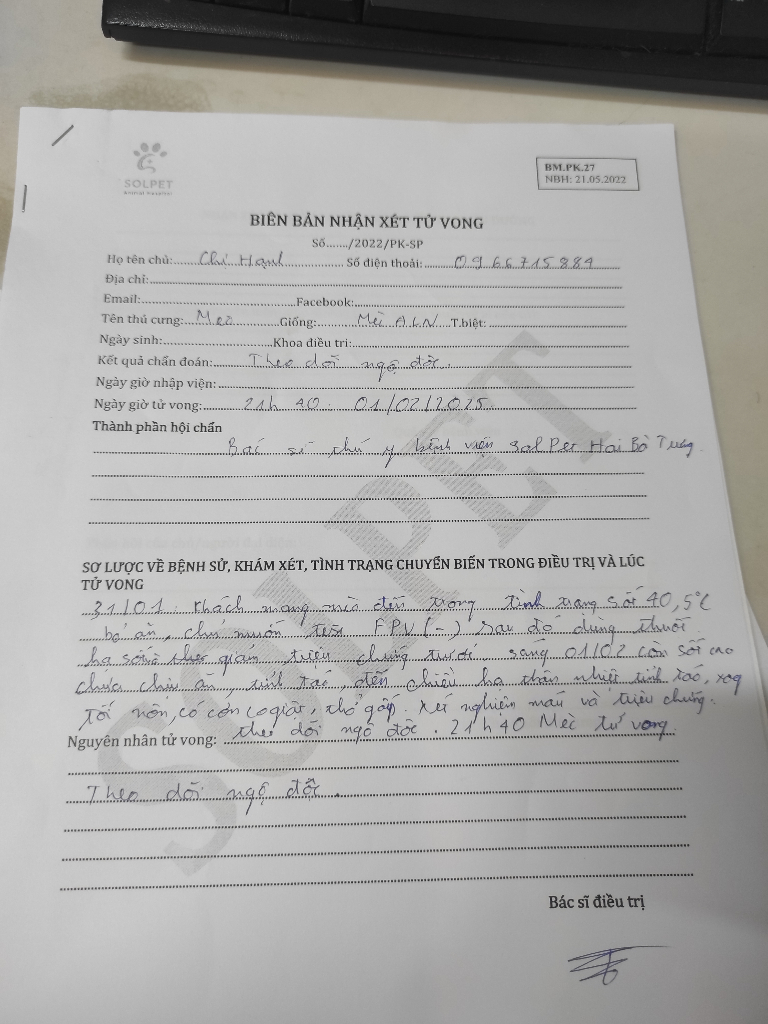 SOLPET
Animal Hospital
BM.PK.27
NBH: 21.05.2022
BIÊN BẢN NHẬN XÉT TỬ VONG
Số……/2022/PK-SP
Họ tên chủ: Chị Hạnh Số điện thoại: 0966715884
Địa chỉ:
Email: Facebook:
Tên thú cưng: Mèo Giống: Mèo ALN T.biệt:
Ngày sinh: Khoa điều trị:
Kết quả chẩn đoán: Theo dõi ngộ độc.
Ngày giờ nhập viện:
Ngày giờ tử vong: 21h 40 . 01/02/2025
Thành phần hội chẩn
Bác sĩ thú y bệnh viện SolPet Hai Bà Trưng
SƠ LƯỢC VỀ BỆNH SỬ, KHÁM XÉT, TÌNH TRẠNG CHUYỂN BIẾN TRONG ĐIỀU TRỊ VÀ LÚC
TỬ VONG
31/01 . Khách mang mèo đến trong tình trạng sốt 40,5°C
bỏ ăn, chủ muốn test FPV (-) sau đó dùng thuốc
hạ sốt theo triệu chứng trước. sáng 01/02 còn sốt cao
chưa chịu ăn, tỉnh táo, đến chiều hạ thân nhiệt tỉnh táo,
tối nôn, có cơn co giật, thở gấp. Xét nghiệm máu và triệu chứng.
Nguyên nhân tử vong: theo dõi ngộ độc . 21h40 Mèo tử vong.
Theo dõi ngộ độc .
Bác sĩ điều trị
SOLPET